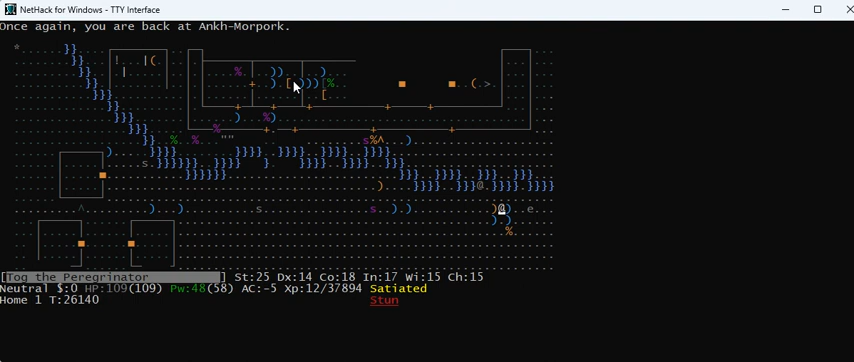 NetHack for Windows - TTY Interface
Once again, you are back at Ankh-Morpork.
[Tog the Peregrinator ] St:25 Dx:14 Co:18 In:17 Wi:15 Ch:15
Neutral $:0 HP:109(109) Pw:48(58) AC:-5 Xp:12/37894 Satiated
Home 1 T:26140 Stun